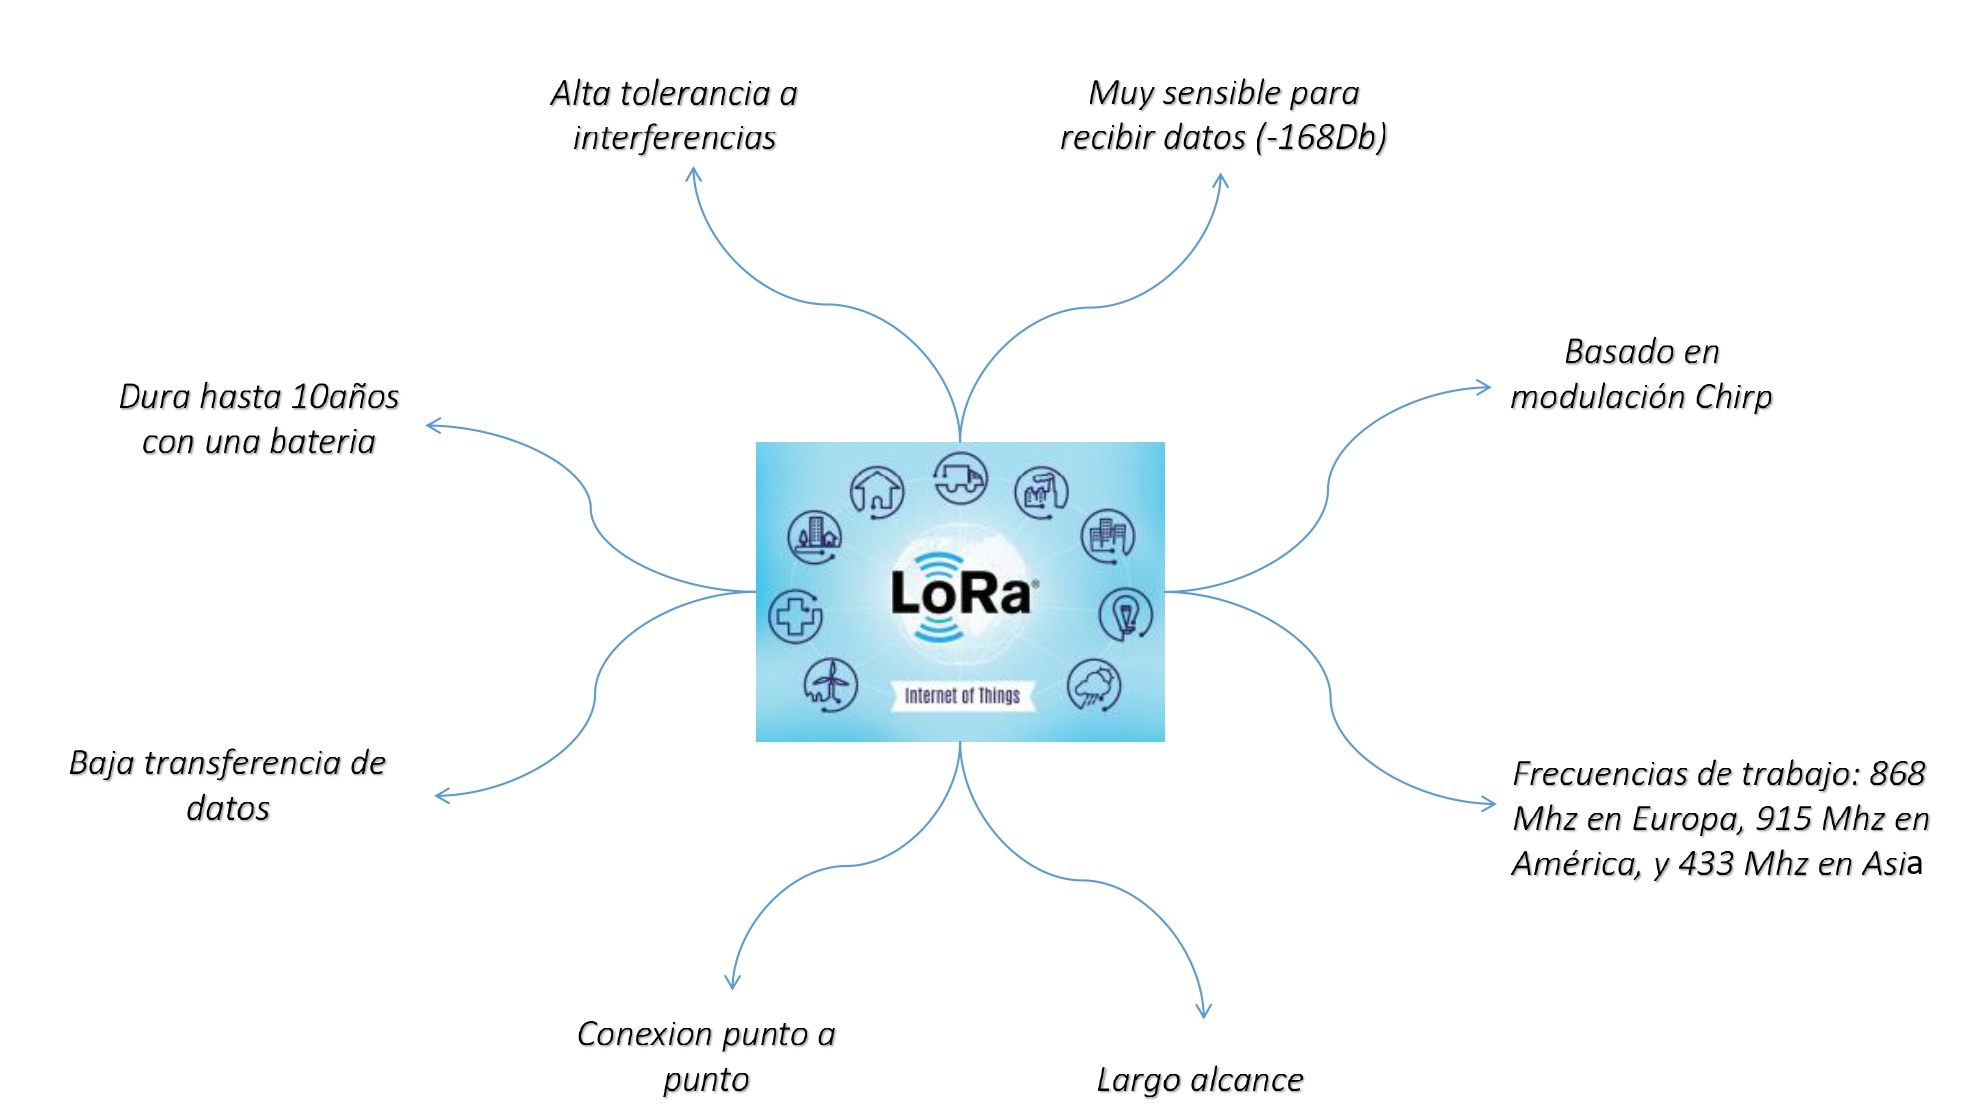 Alta tolerancia a
interferencias
Muy sensible para
recibir datos (-168Db)
Dura hasta 10años
con una bateria
Basado en
modulación Chirp
LoRa®
Internet of Things
Baja transferencia de
datos
Frecuencias de trabajo: 868
Mhz en Europa, 915 Mhz en
América, y 433 Mhz en Asia
Conexion punto a
punto
Largo alcance